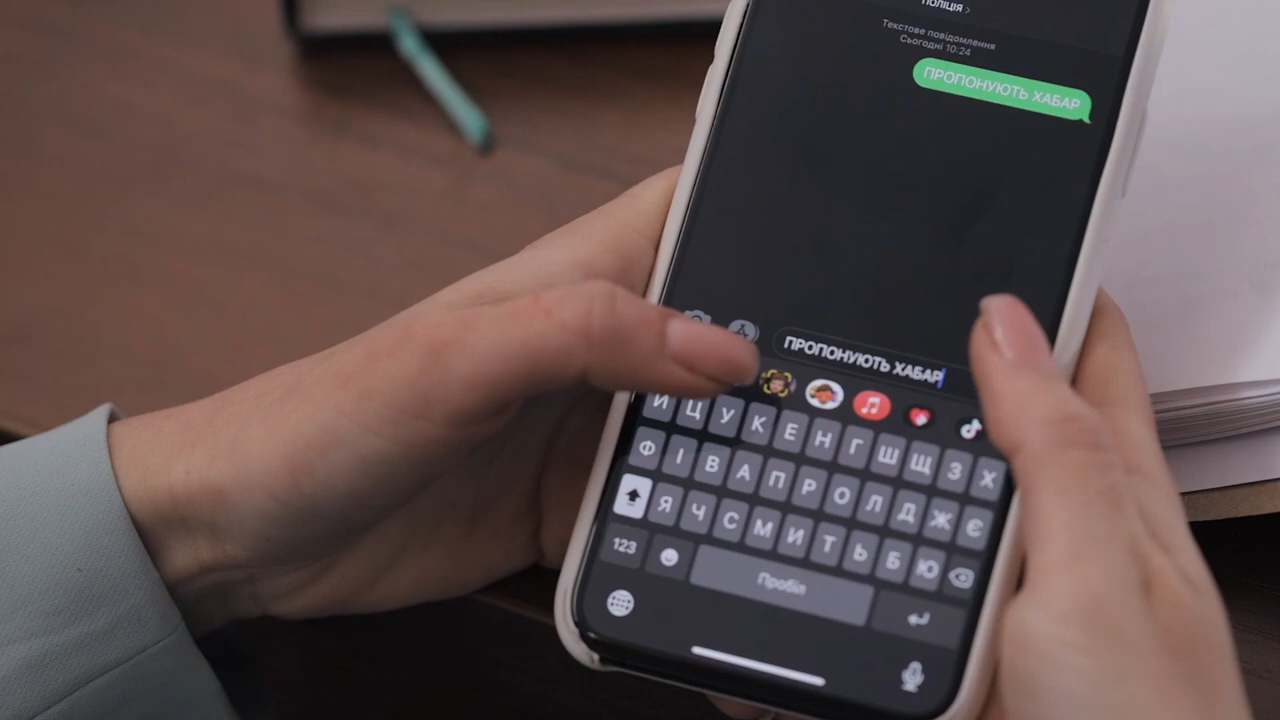 ПОЛІЦІЯ
Текстове повідомлення
Сьогодні 10:24
ПРОПОНУЮТЬ ХАБАР
ПРОПОНУЮТЬ ХАБАР
Й Ц У К Е Н Г Ш Щ З Х
Ф І В А П Р О Л Д Ж Є
Я Ч С М И Т Ь Б Ю
123
Пробіл